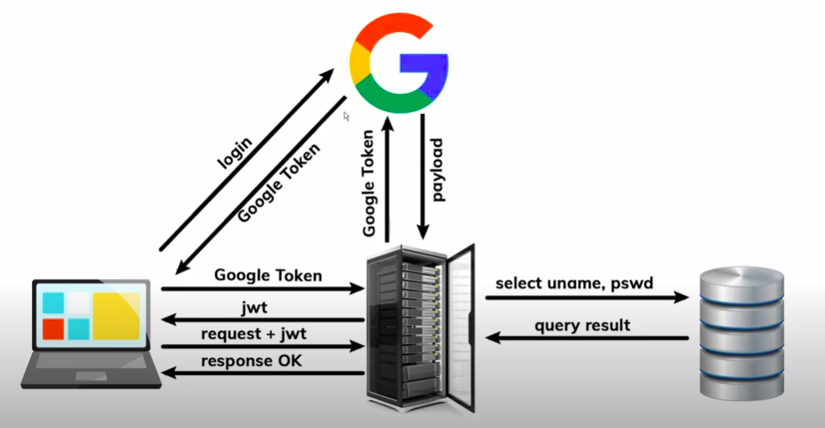 login
Google Token
Google Token
payload
Google Token
jwt
request + jwt
response OK
select uname, pswd
query result